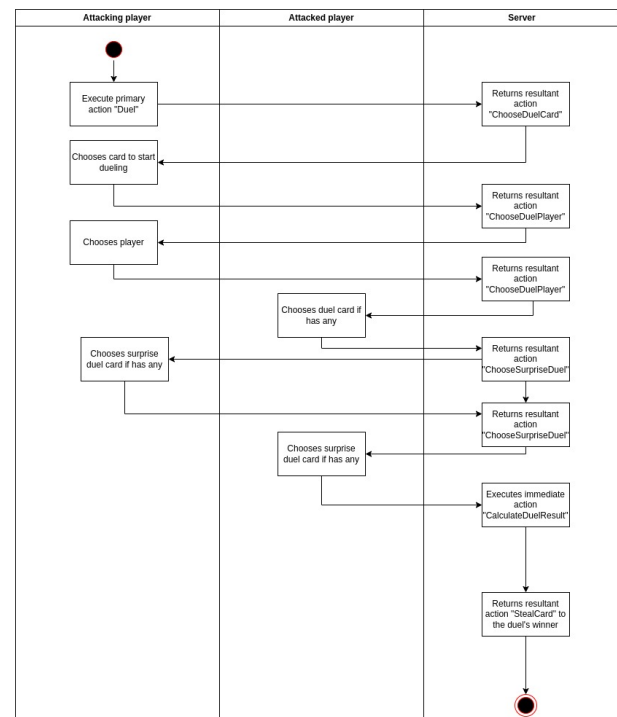 Attacking player
Attacked player
Server
Execute primary
action "Duel"
Returns resultant
action
"ChooseDuelCard"
Chooses card to start
dueling
Returns resultant
action
"ChooseDuelPlayer"
Chooses player
Returns resultant
action
"ChooseDuelPlayer"
Chooses duel card if
has any
Returns resultant
action
"ChooseSurpriseDuel"
Chooses surprise
duel card if has any
Returns resultant
action
"ChooseSurpriseDuel"
Chooses surprise
duel card if has any
Executes immediate
action
"CalculateDuelResult"
Returns resultant
action "StealCard" to
the duel's winner